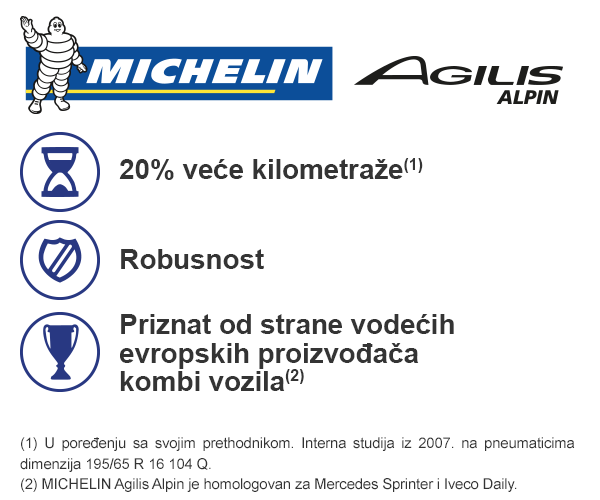 MICHELIN
AGILIS
ALPIN
20% veće kilometraže(1)
Robusnost
Priznat od strane vodećih
evropskih proizvođača
kombi vozila(2)
(1) U poređenju sa svojim prethodnikom. Interna studija iz 2007. na pneumaticima
dimenzija 195/65 R 16 104 Q.
(2) MICHELIN Agilis Alpin je homologovan za Mercedes Sprinter i Iveco Daily.